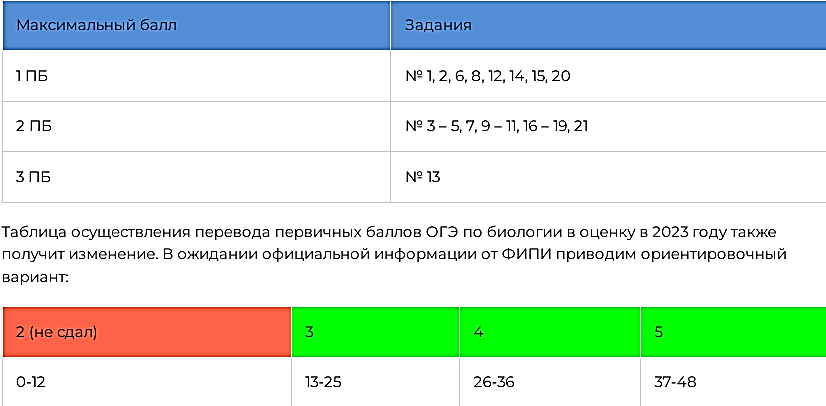 Максимальный балл Задания
1 ПБ № 1, 2, 6, 8, 12, 14, 15, 20
2 ПБ № 3 – 5, 7, 9 – 11, 16 – 19, 21
3 ПБ № 13
Таблица осуществления перевода первичных баллов ОГЭ по биологии в оценку в 2023 году также
получит изменение. В ожидании официальной информации от ФИПИ приводим ориентировочный
вариант:
2 (не сдал) 3 4 5
0-12 13-25 26-36 37-48